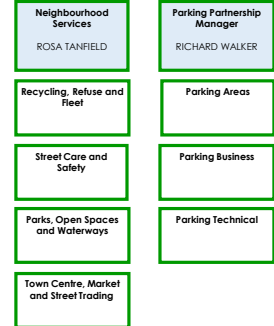 Neighbourhood
Services
ROSA TANFIELD
Recycling, Refuse and
Fleet
Street Care and
Safety
Parks, Open Spaces
and Waterways
Town Centre, Market
and Street Trading
Parking Partnership
Manager
RICHARD WALKER
Parking Areas
Parking Business
Parking Technical